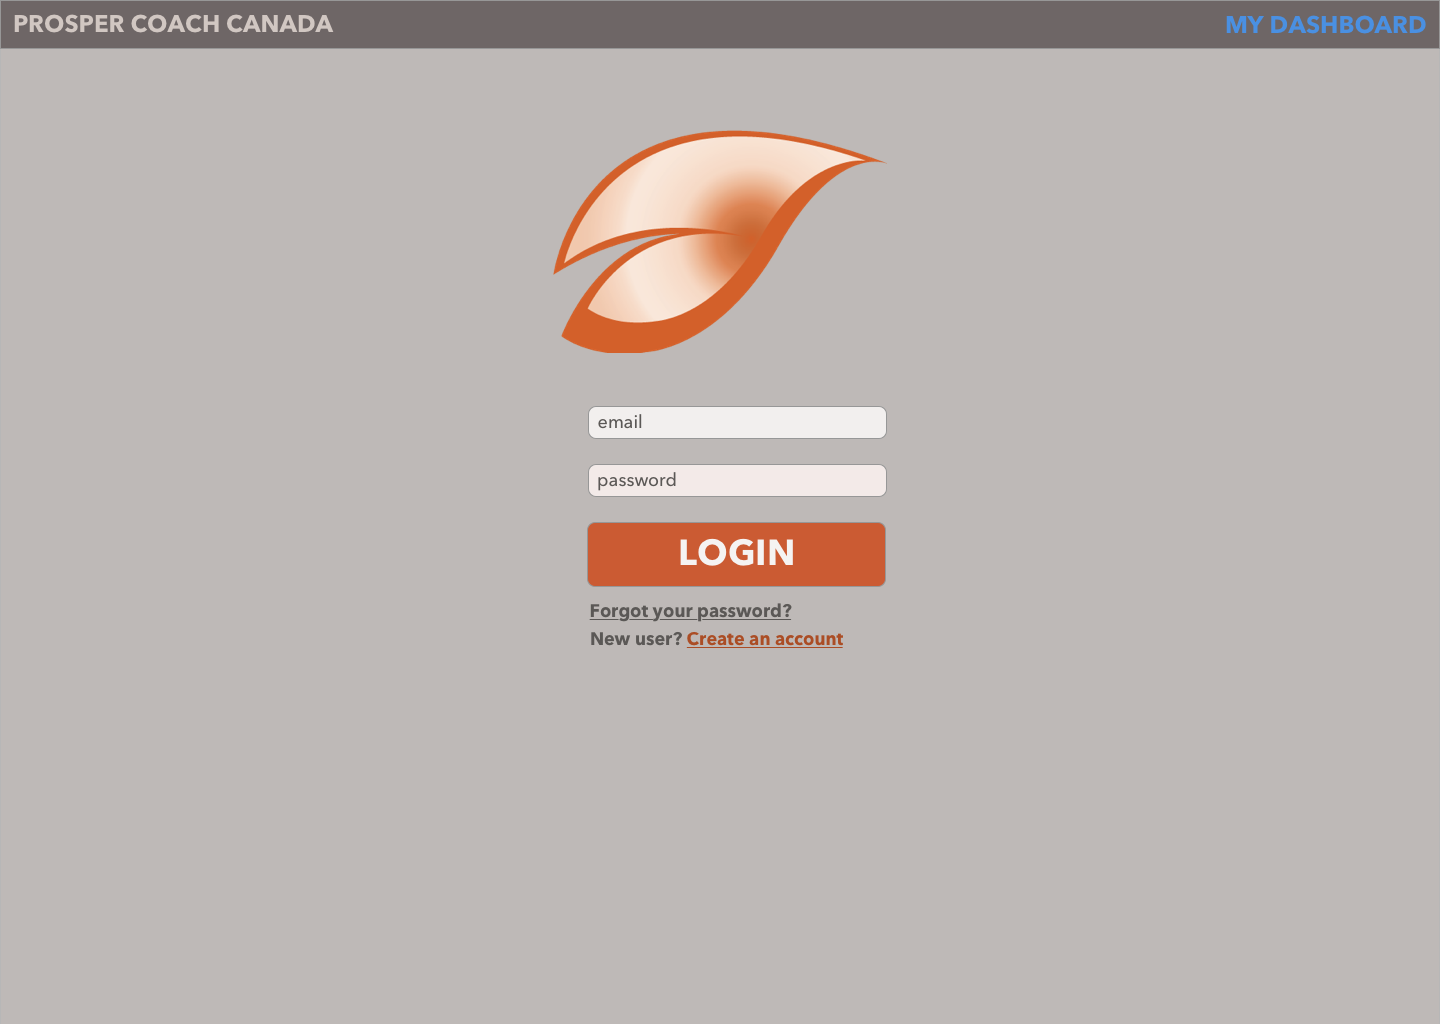 PROSPER COACH CANADA
MY DASHBOARD
email
password
LOGIN
Forgot your password?
New user? Create an account